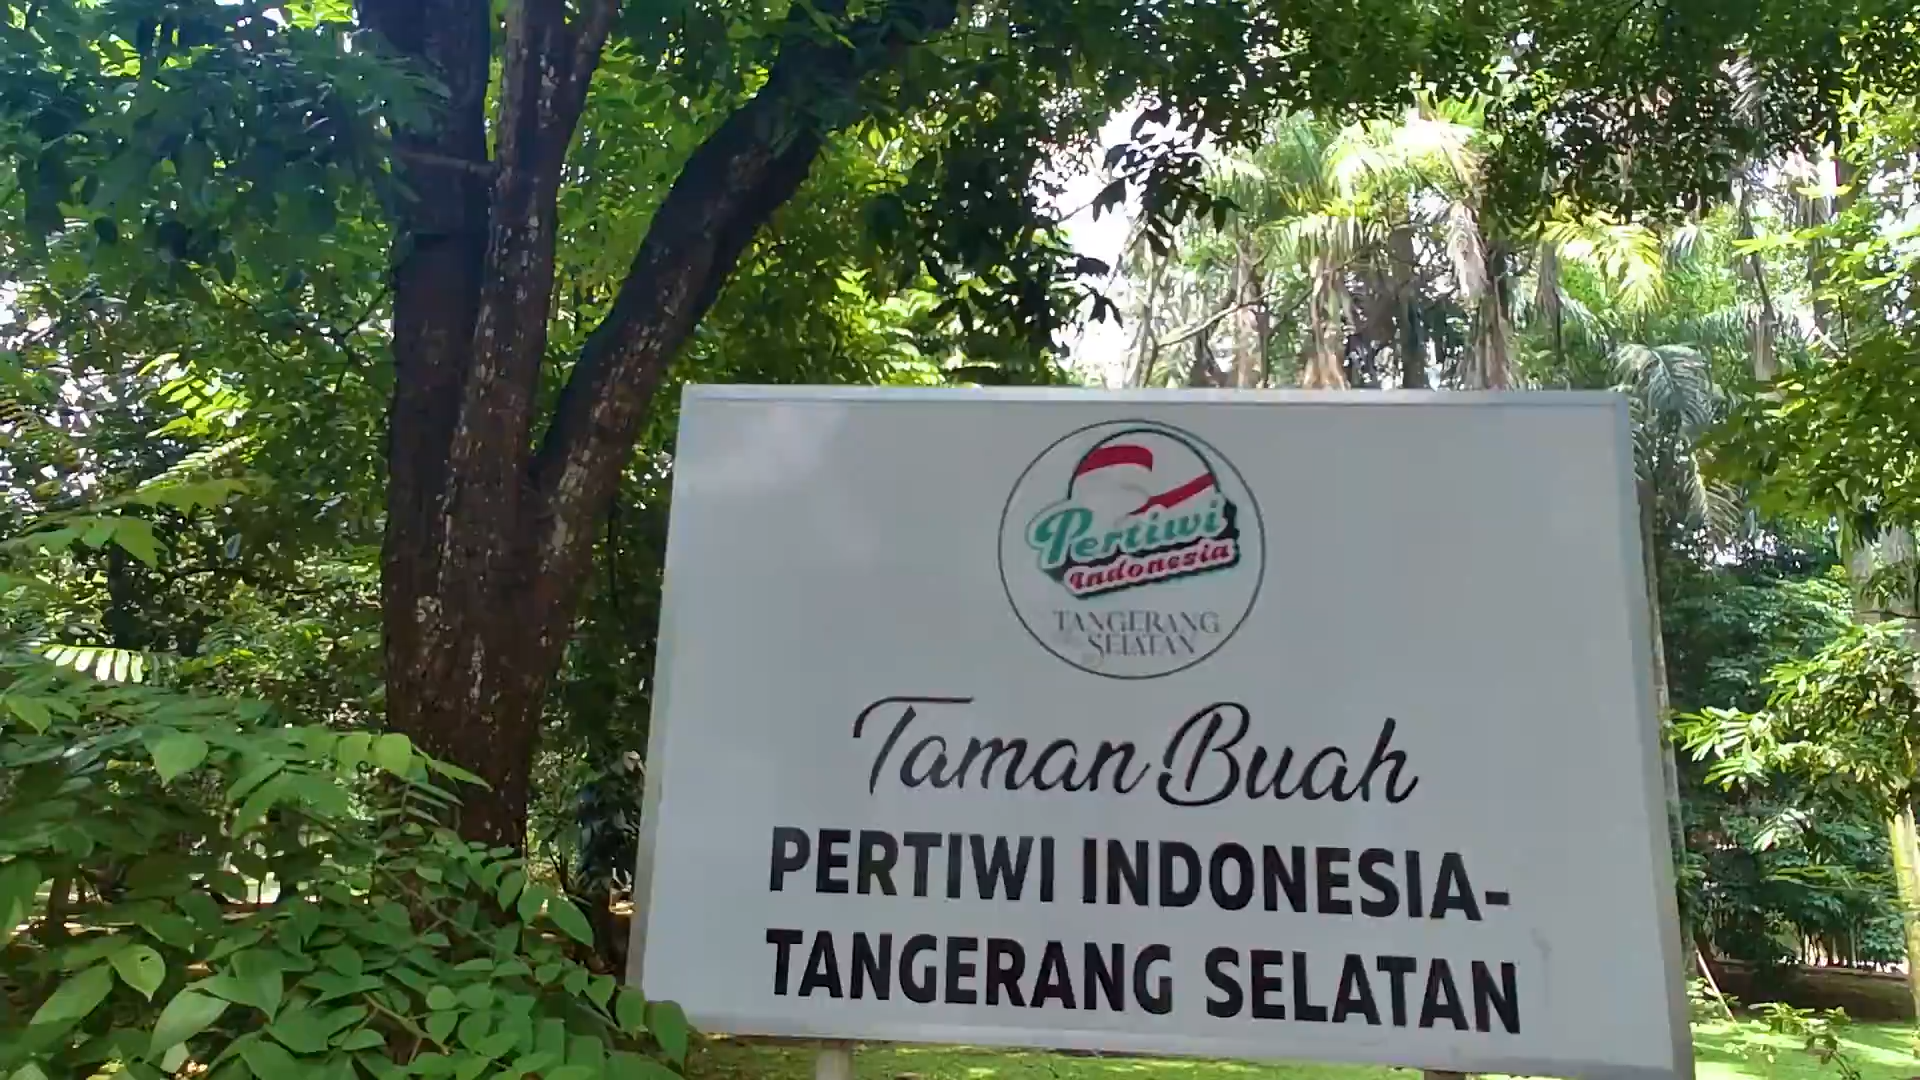 Pertiwi
Indonesia
TANGERANG
SELATAN
Taman Buah
PERTIWI INDONESIA-
TANGERANG SELATAN